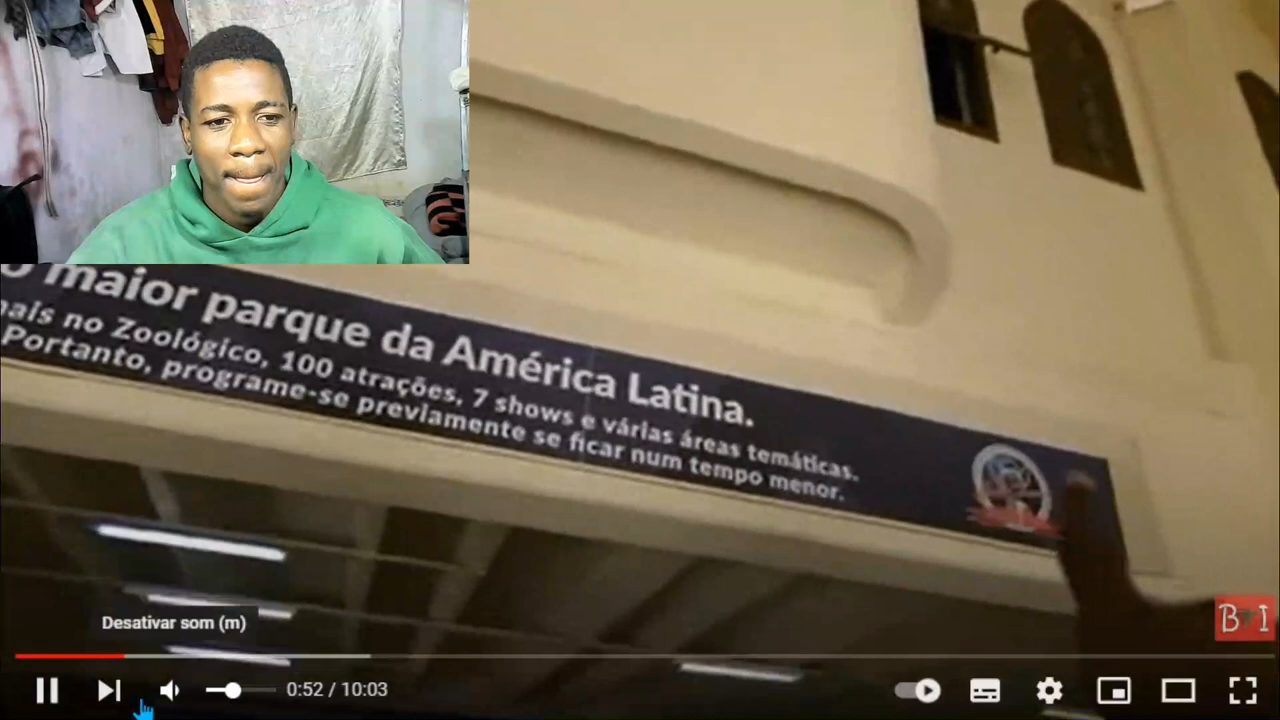 o maior parque da América Latina.
mais no Zoológico, 100 atrações, 7 shows e várias áreas temáticas.
Portanto, programe-se previamente se ficar num tempo menor.
B I
Desativar som (m)
0:52 / 10:03